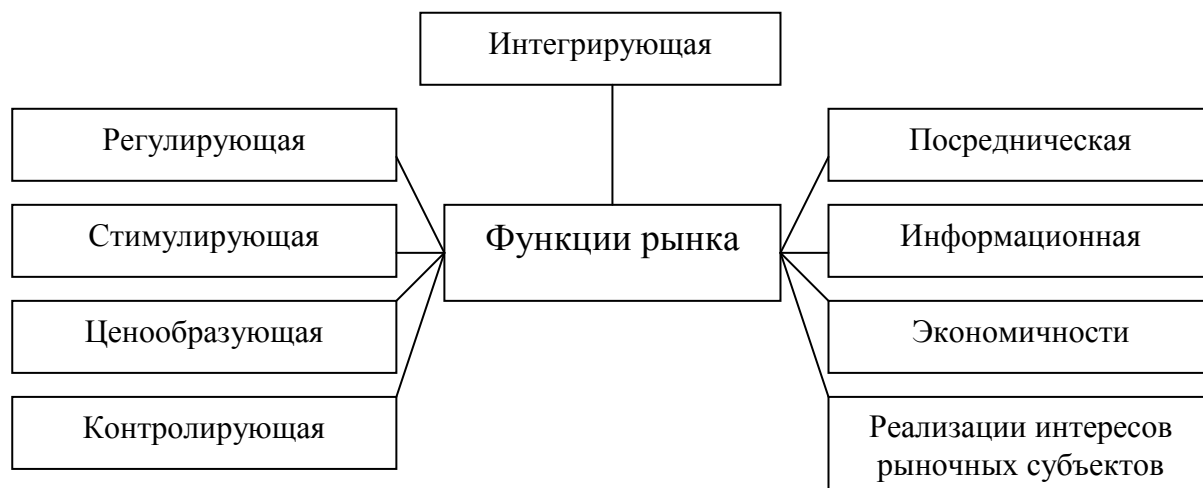 Интегрирующая
Регулирующая
Посредническая
Стимулирующая
Функции рынка
Информационная
Ценообразующая
Экономичности
Контролирующая
Реализации интересов
рыночных субъектов